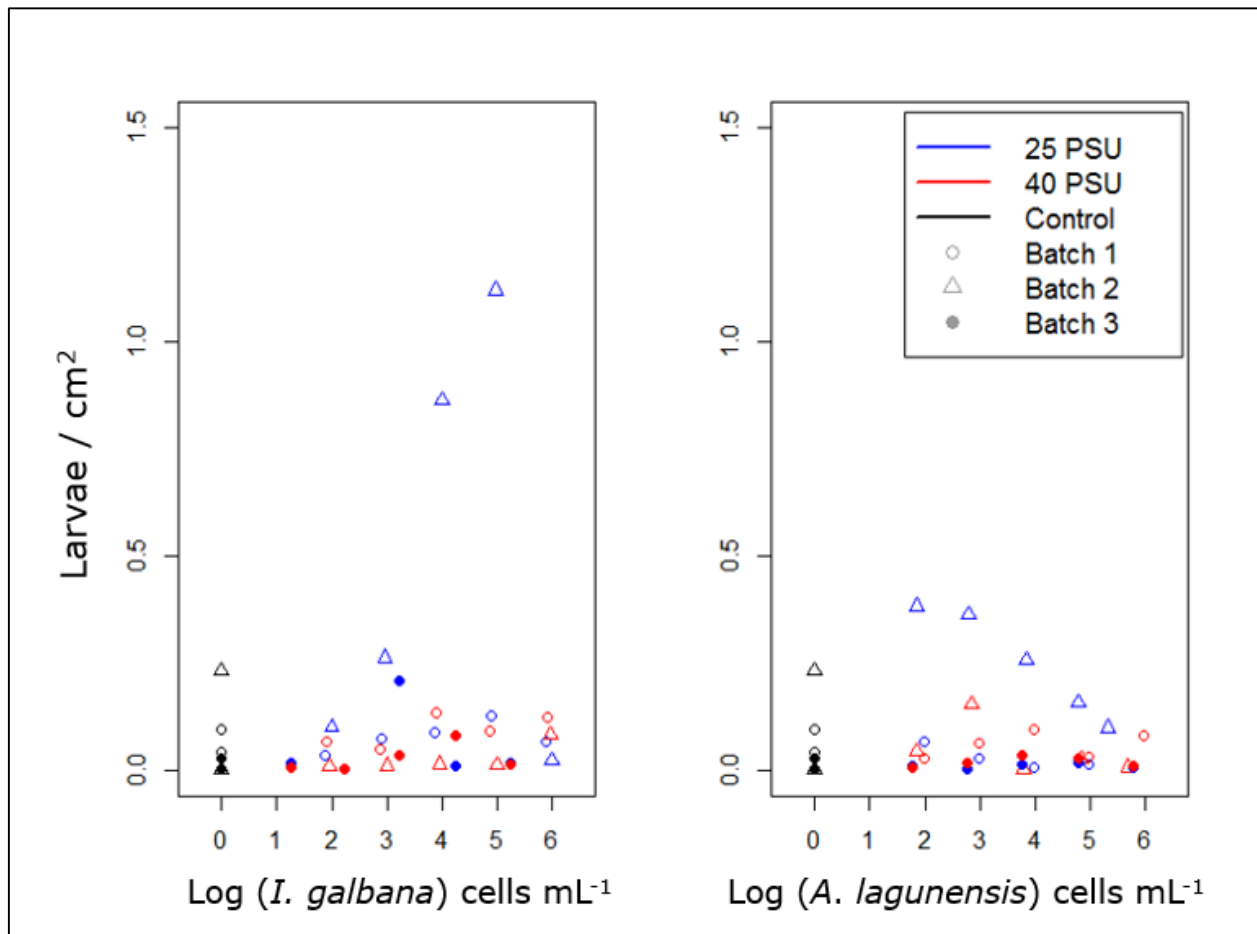 Larvae / cm²
1.5
1.0
0.5
0.0
0 1 2 3 4 5 6
Log (I. galbana) cells mL⁻¹
1.5
1.0
0.5
0.0
0 1 2 3 4 5 6
Log (A. lagunensis) cells mL⁻¹
25 PSU
40 PSU
Control
Batch 1
Batch 2
Batch 3